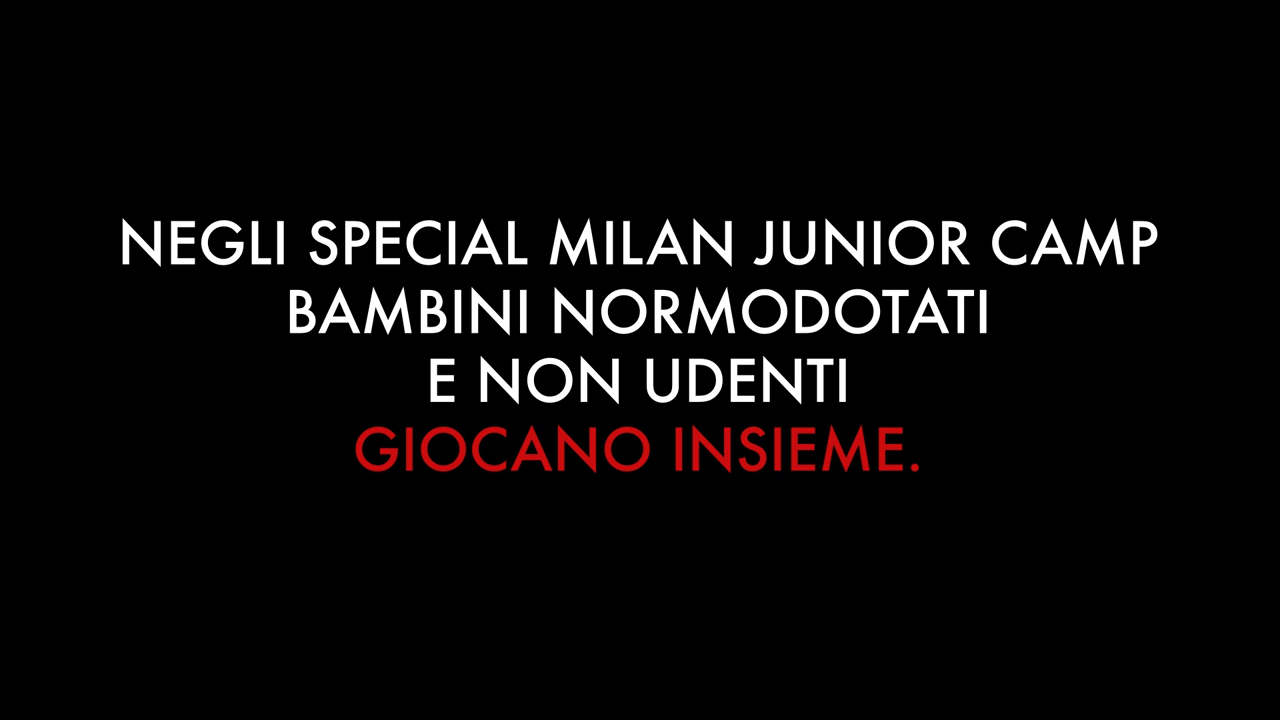 NEGLI SPECIAL MILAN JUNIOR CAMP
BAMBINI NORMODOTATI
E NON UDENTI
GIOCANO INSIEME.